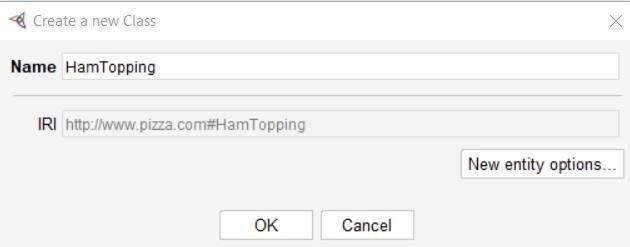 Create a new Class
Name HamTopping
IRI http://www.pizza.com#HamTopping
New entity options...
OK Cancel